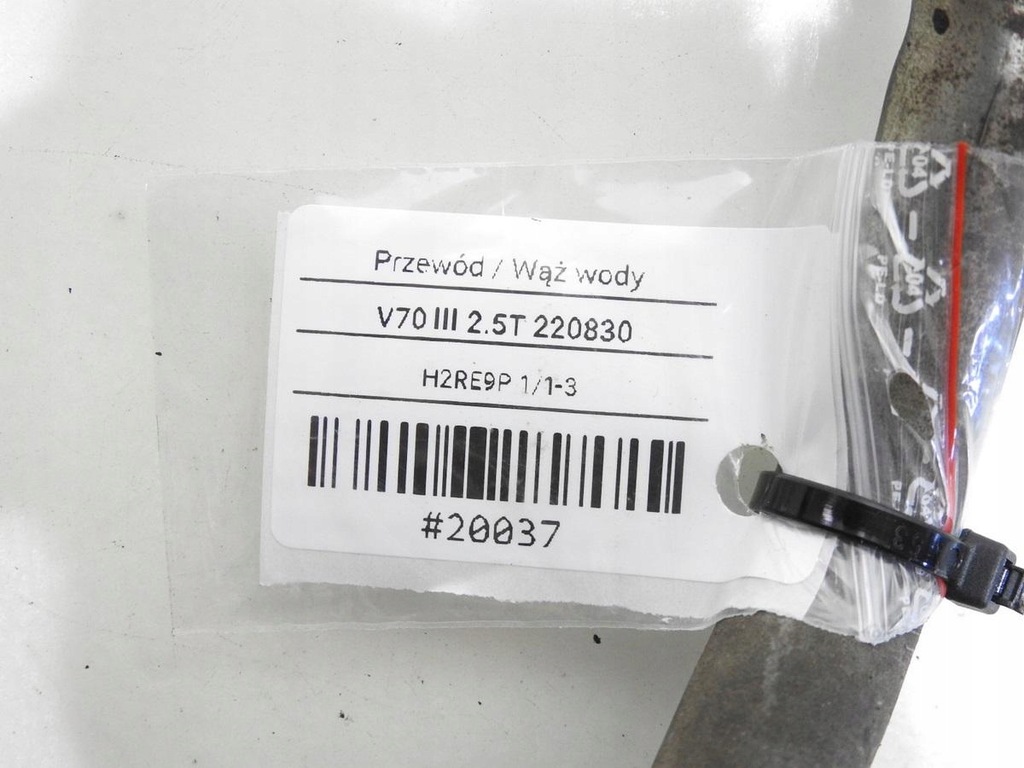 Przewód / Wąż wody
V70 III 2.5T 220830
H2RE9P 1/1-3
#20037